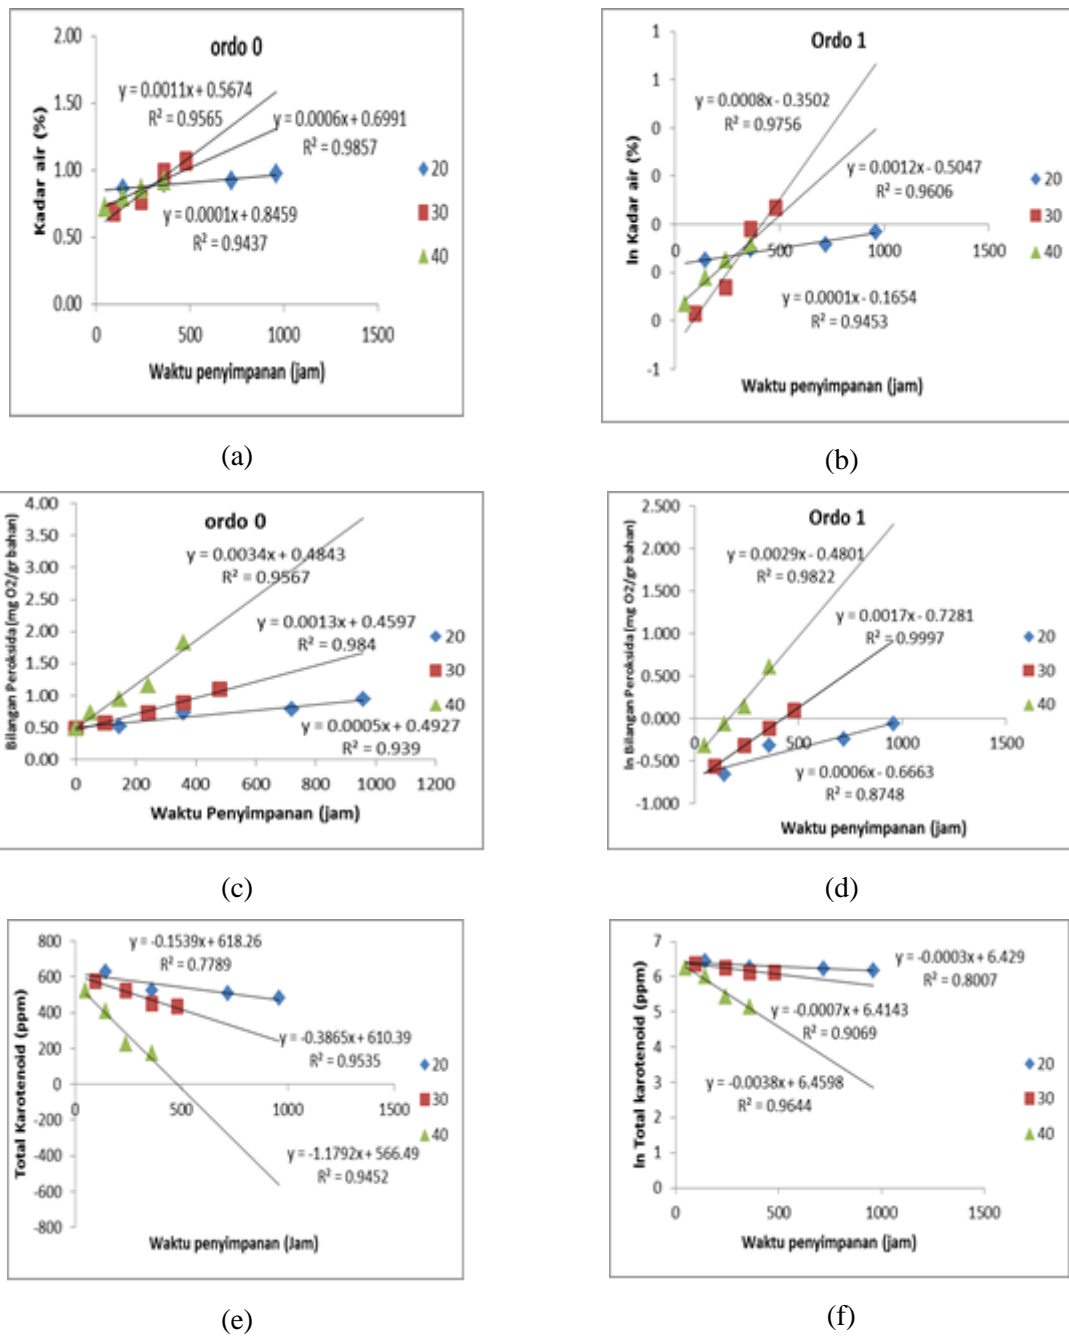 ordo 0
2.00
1.50
1.00
0.50
0.00
Kadar air (%)
y = 0.0011x + 0.5674
R² = 0.9565
y = 0.0006x + 0.6991
R² = 0.9857
y = 0.0001x + 0.8459
R² = 0.9437
20
30
40
0 500 1000 1500
Waktu penyimpanan (jam)
(a)
Ordo 1
1
1
0
0
0
0
0
-1
ln Kadar air (%)
y = 0.0008x - 0.3502
R² = 0.9756
y = 0.0012x - 0.5047
R² = 0.9606
y = 0.0001x - 0.1654
R² = 0.9453
20
30
40
0 500 1000 1500
Waktu penyimpanan (jam)
(b)
ordo 0
4.00
3.50
3.00
2.50
2.00
1.50
1.00
0.50
0.00
Bilangan Peroksida (mg O2/gr bahan)
y = 0.0034x + 0.4843
R² = 0.9567
y = 0.0013x + 0.4597
R² = 0.984
y = 0.0005x + 0.4927
R² = 0.939
20
30
40
0 200 400 600 800 1000 1200
Waktu Penyimpanan (jam)
(c)
Ordo 1
2.500
2.000
1.500
1.000
0.500
0.000
-0.500
-1.000
ln Bilangan Peroksida (mg O2/gr bahan)
y = 0.0029x - 0.4801
R² = 0.9822
y = 0.0017x - 0.7281
R² = 0.9997
y = 0.0006x - 0.6663
R² = 0.8748
20
30
40
0 500 1000 1500
Waktu penyimpanan (jam)
(d)
800
600
400
200
0
-200
-400
-600
-800
Total Karotenoid (ppm)
y = -0.1539x + 618.26
R² = 0.7789
y = -0.3865x + 610.39
R² = 0.9535
y = -1.1792x + 566.49
R² = 0.9452
20
30
40
0 500 1000 1500
Waktu penyimpanan (Jam)
(e)
7
6
5
4
3
2
1
0
ln Total karotenoid (ppm)
y = -0.0003x + 6.429
R² = 0.8007
y = -0.0007x + 6.4143
R² = 0.9069
y = -0.0038x + 6.4598
R² = 0.9644
20
30
40
0 500 1000 1500
Waktu penyimpanan (jam)
(f)